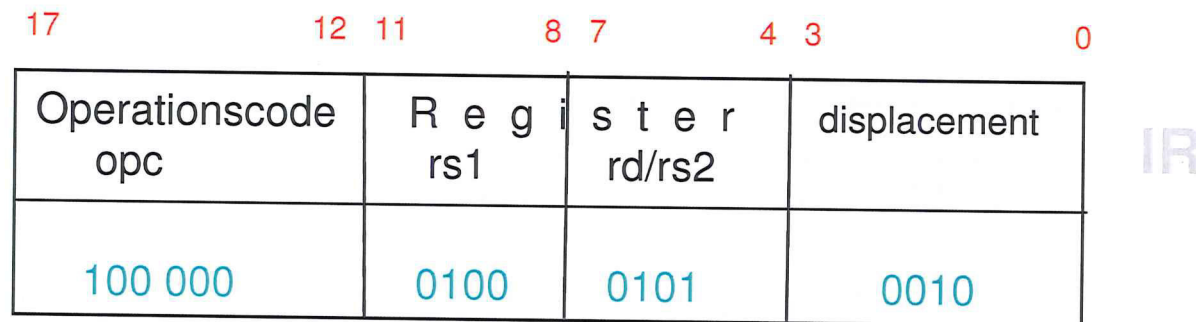 17 12 11 8 7 4 3 0
Operationscode R e g i s t e r displacement
opc rs1 rd/rs2
IR
100 000 0100 0101 0010